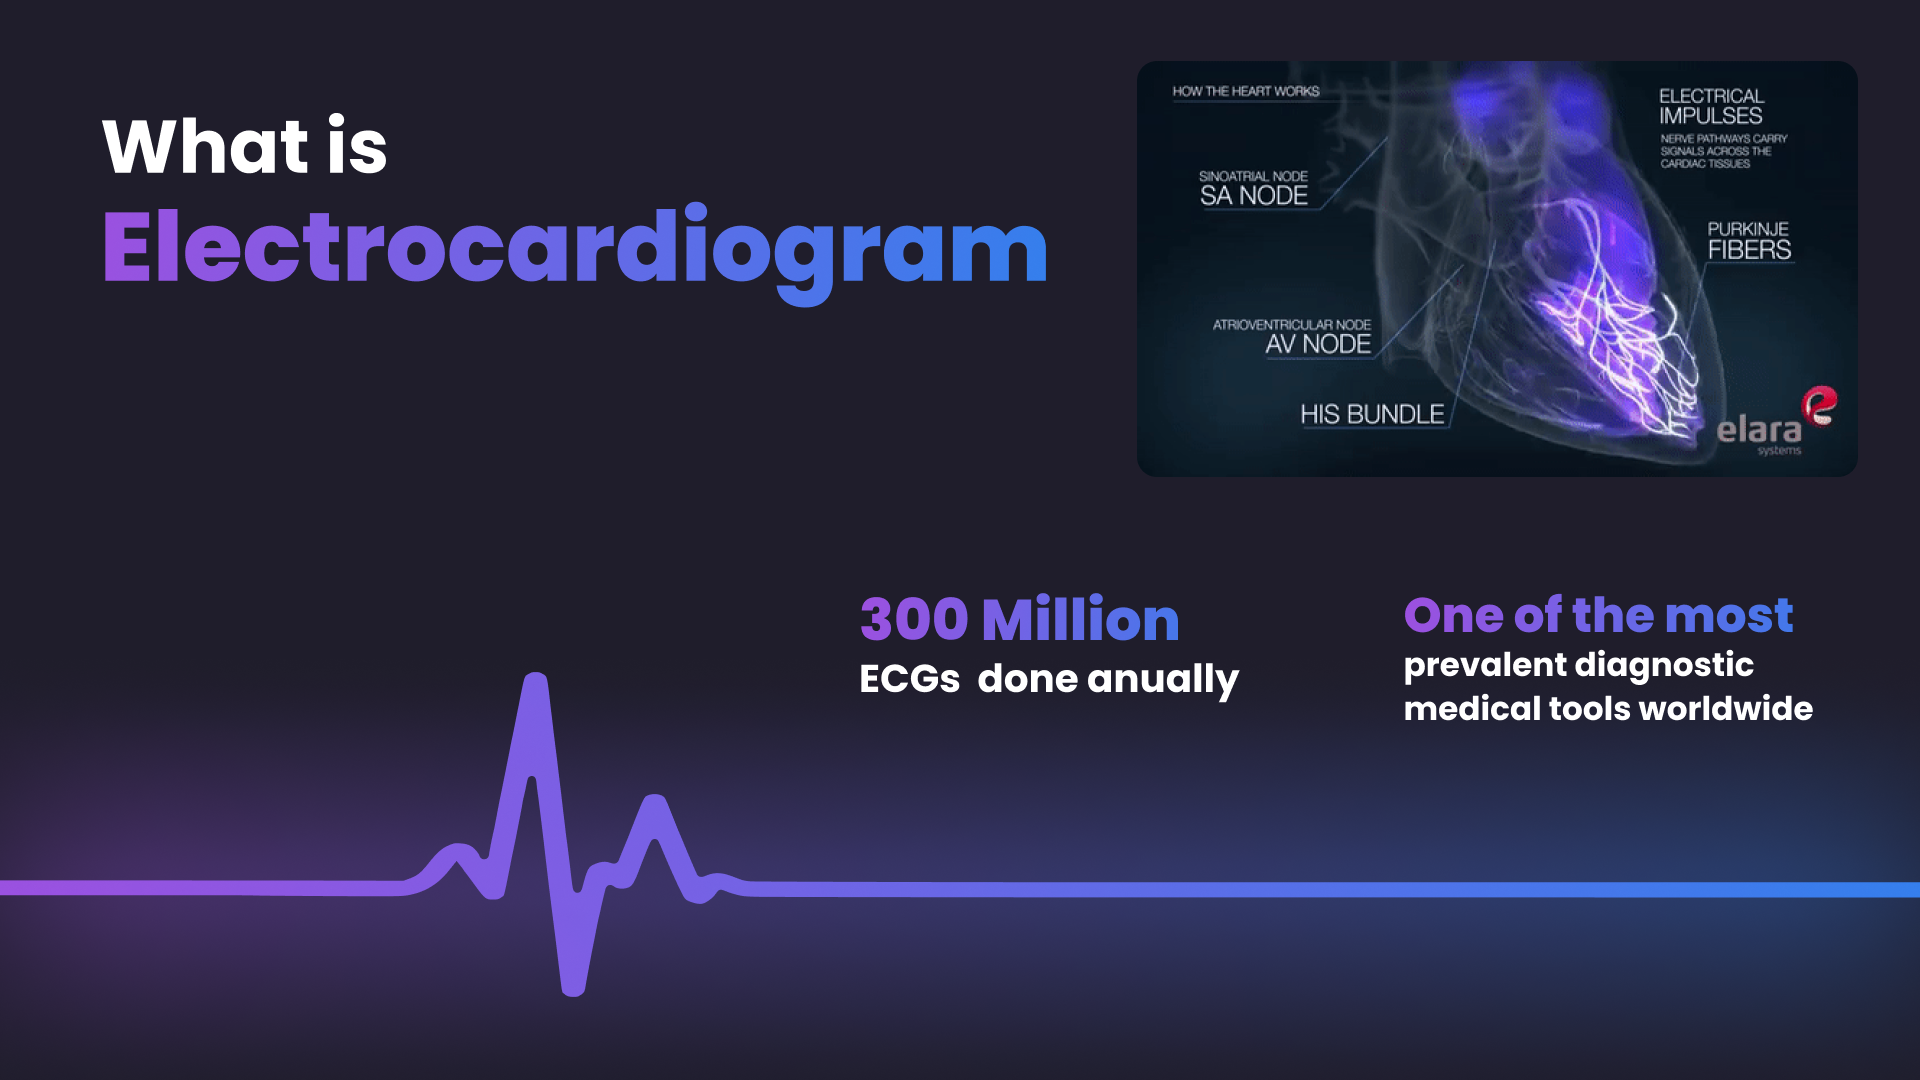 What is
Electrocardiogram
HOW THE HEART WORKS
ELECTRICAL
IMPULSES
NERVE PATHWAYS CARRY
SIGNALS ACROSS THE
CARDIAC TISSUES
SINOATRIAL NODE
SA NODE
PURKINJE
FIBERS
ATRIOVENTRICULAR NODE
AV NODE
HIS BUNDLE
elara
systems
300 Million
ECGs  done anually
One of the most
prevalent diagnostic
medical tools worldwide